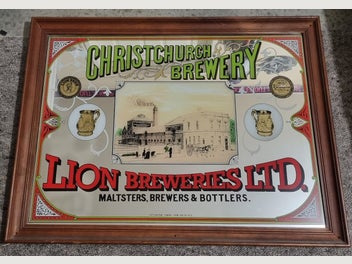 CHRISTCHURCH
BREWERY
LION BREWERIES LTD.
MALTSTERS, BREWERS & BOTTLERS.